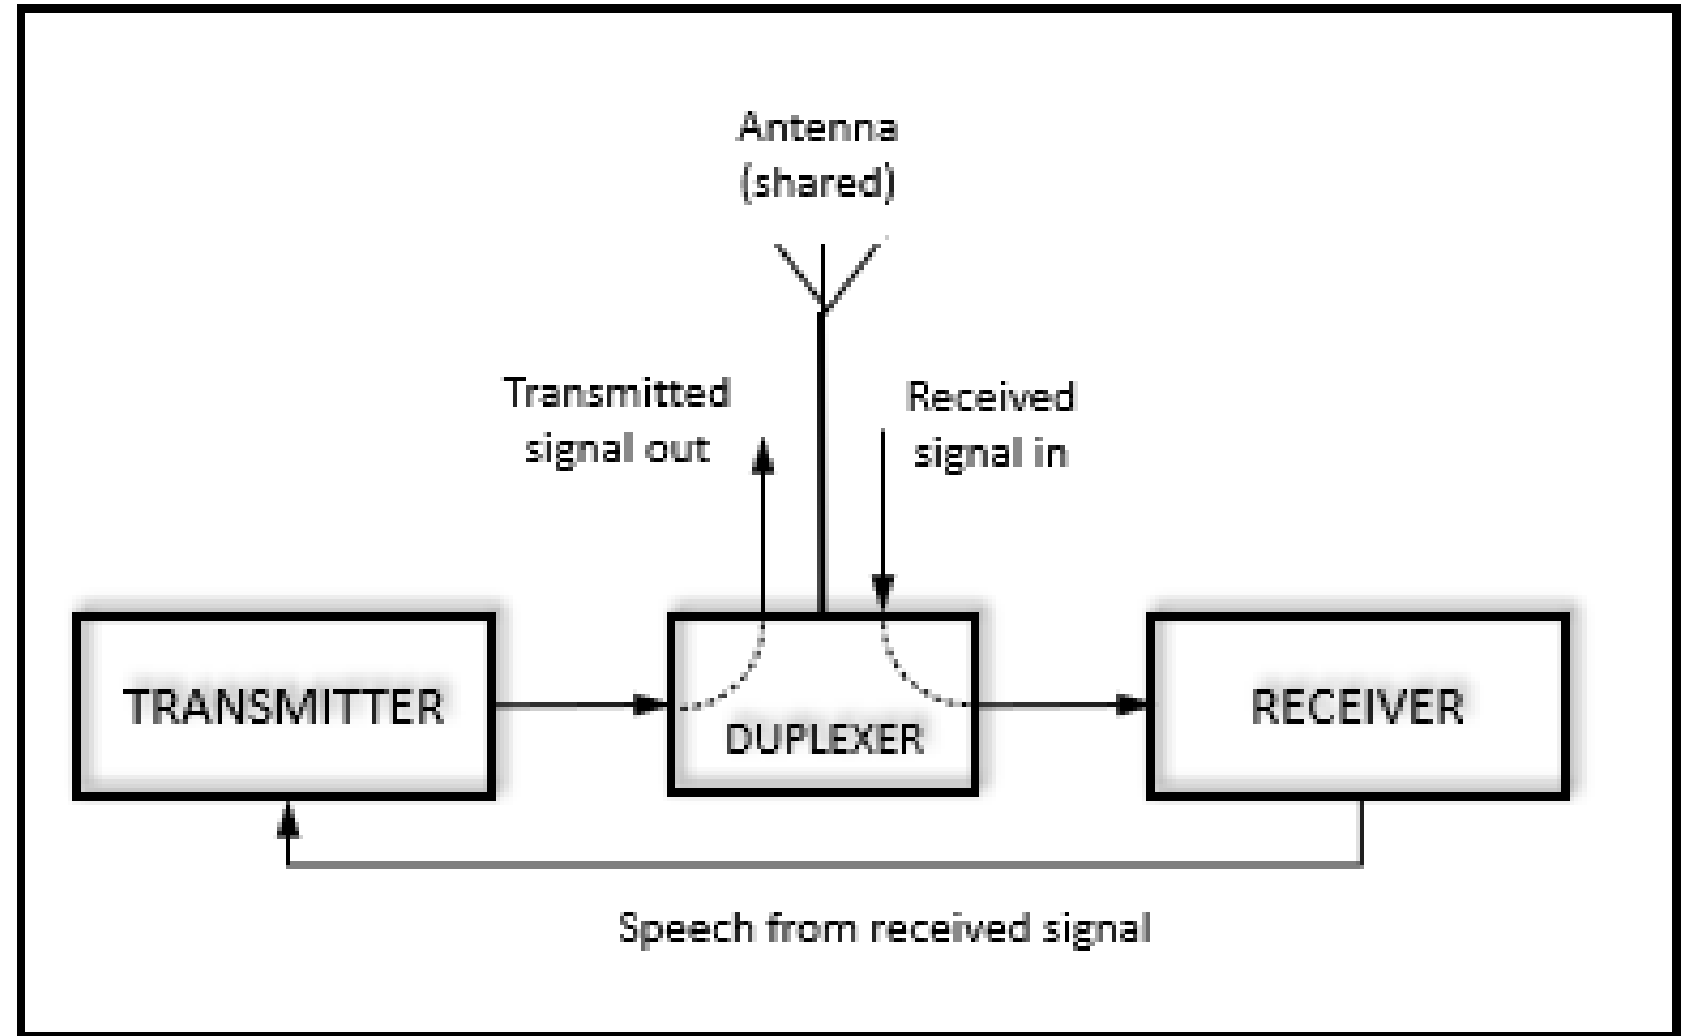 Antenna
(shared)
Transmitted
signal out
Received
signal in
TRANSMITTER
DUPLEXER
RECEIVER
Speech from received signal